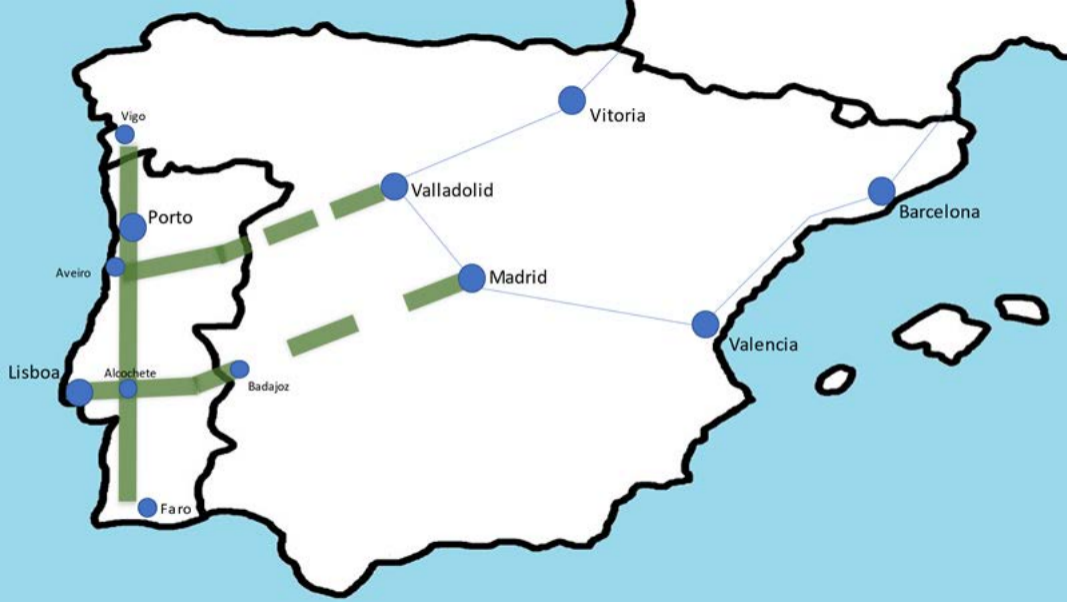 Vigo
Vitoria
Valladolid
Porto
Barcelona
Aveiro
Madrid
Valencia
Lisboa
Alcochete
Badajoz
Faro